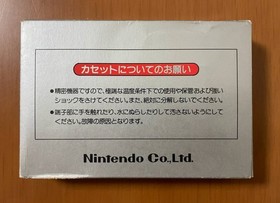 カセットについてのお願い
●精密機器ですので、極端な温度条件下での使用や保管および強い
ショックをさけてください。また、絶対に分解しないでください。
●端子部に手を触れたり、水にぬらしたりして汚さないようにして
ください。故障の原因となります。
Nintendo Co.,Ltd.